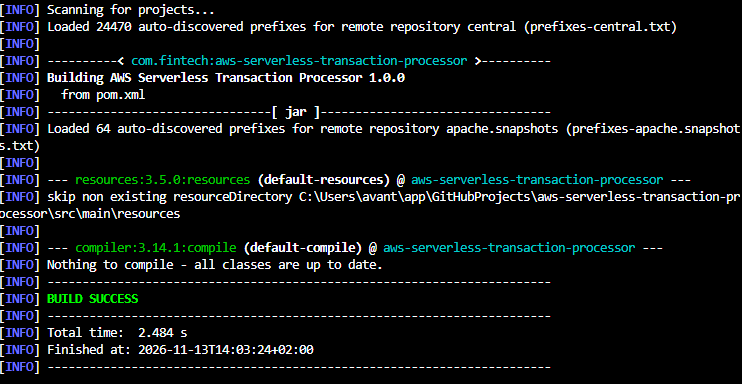 [INFO] Scanning for projects...
[INFO] Loaded 24470 auto-discovered prefixes for remote repository central (prefixes-central.txt)
[INFO]
[INFO] ----------< com.fintech:aws-serverless-transaction-processor >----------
[INFO] Building AWS Serverless Transaction Processor 1.0.0
[INFO]   from pom.xml
[INFO] --------------------------------[ jar ]---------------------------------
[INFO] Loaded 64 auto-discovered prefixes for remote repository apache.snapshots (prefixes-apache.snapshot
s.txt)
[INFO]
[INFO] --- resources:3.5.0:resources (default-resources) @ aws-serverless-transaction-processor ---
[INFO] skip non existing resourceDirectory C:\Users\avant\app\GitHubProjects\aws-serverless-transaction-pr
ocessor\src\main\resources
[INFO]
[INFO] --- compiler:3.14.1:compile (default-compile) @ aws-serverless-transaction-processor ---
[INFO] Nothing to compile - all classes are up to date.
[INFO] ------------------------------------------------------------------------
[INFO] BUILD SUCCESS
[INFO] ------------------------------------------------------------------------
[INFO] Total time:  2.484 s
[INFO] Finished at: 2026-11-13T14:03:24+02:00
[INFO] ------------------------------------------------------------------------